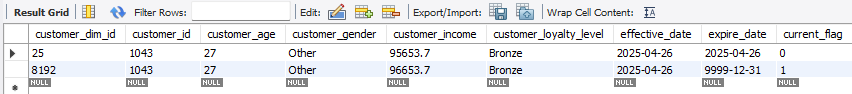 Result Grid Filter Rows: Edit: Export/Import: Wrap Cell Content:
customer_dim_id customer_id customer_age customer_gender customer_income customer_loyalty_level effective_date expire_date current_flag
25 1043 27 Other 95653.7 Bronze 2025-04-26 2025-04-26 0
8192 1043 27 Other 96653.7 Bronze 2025-04-26 9999-12-31 1
NULL NULL NULL NULL NULL NULL NULL NULL NULL